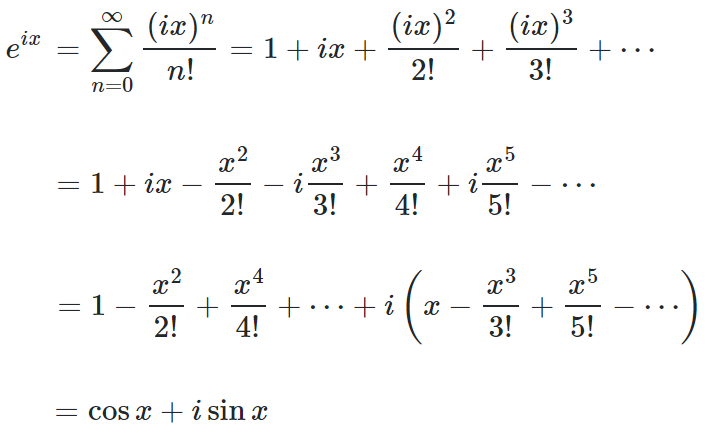 e^{ix} = \sum_{n=0}^{\infty} \frac{(ix)^n}{n!} = 1 + ix + \frac{(ix)^2}{2!} + \frac{(ix)^3}{3!} + \cdots
= 1 + ix - \frac{x^2}{2!} - i\frac{x^3}{3!} + \frac{x^4}{4!} + i\frac{x^5}{5!} - \cdots
= 1 - \frac{x^2}{2!} + \frac{x^4}{4!} + \cdots + i\left(x - \frac{x^3}{3!} + \frac{x^5}{5!} - \cdots\right)
= \cos x + i \sin x